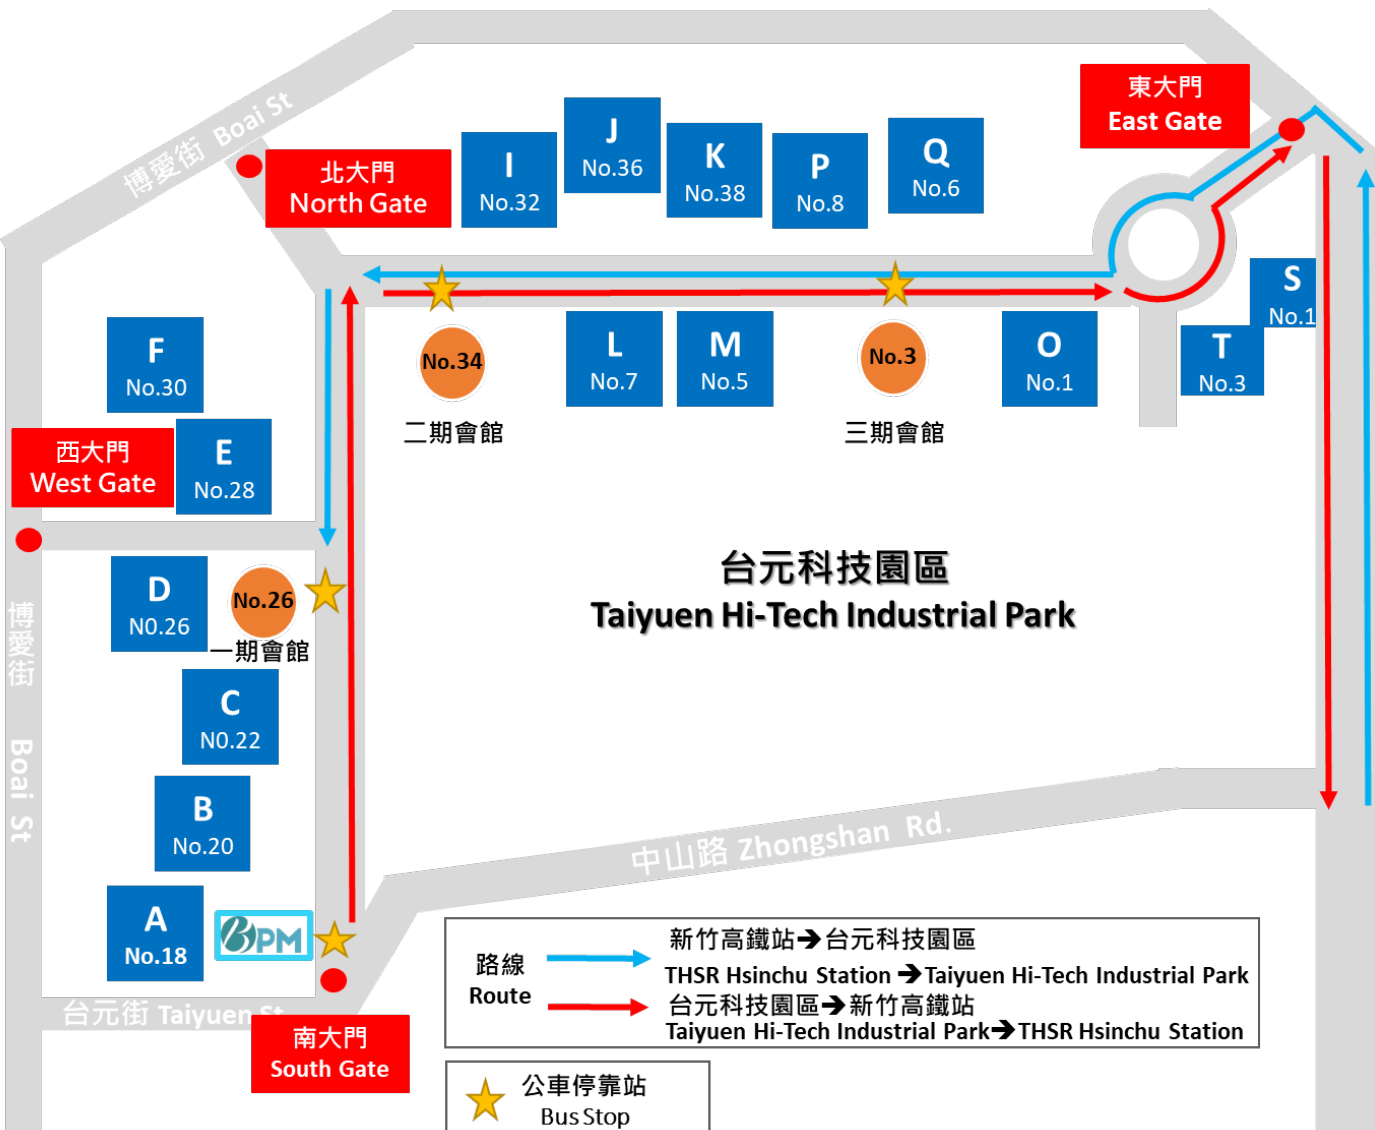 博愛街 Boai St
北大門
North Gate
I
No.32
J
No.36
K
No.38
P
No.8
Q
No.6
東大門
East Gate
S
No.1
T
No.3
F
No.30
No.34
二期會館
L
No.7
M
No.5
No.3
三期會館
O
No.1
西大門
West Gate
E
No.28
D
N0.26
No.26
一期會館
台元科技園區
Taiyuen Hi-Tech Industrial Park
博愛街 Boai St
C
N0.22
B
No.20
A
No.18
BPM
中山路 Zhongshan Rd.
台元街 Taiyuen St
南大門
South Gate
路線
Route
新竹高鐵站➔台元科技園區
THSR Hsinchu Station ➔Taiyuen Hi-Tech Industrial Park
台元科技園區➔新竹高鐵站
Taiyuen Hi-Tech Industrial Park➔THSR Hsinchu Station
公車停靠站
Bus Stop